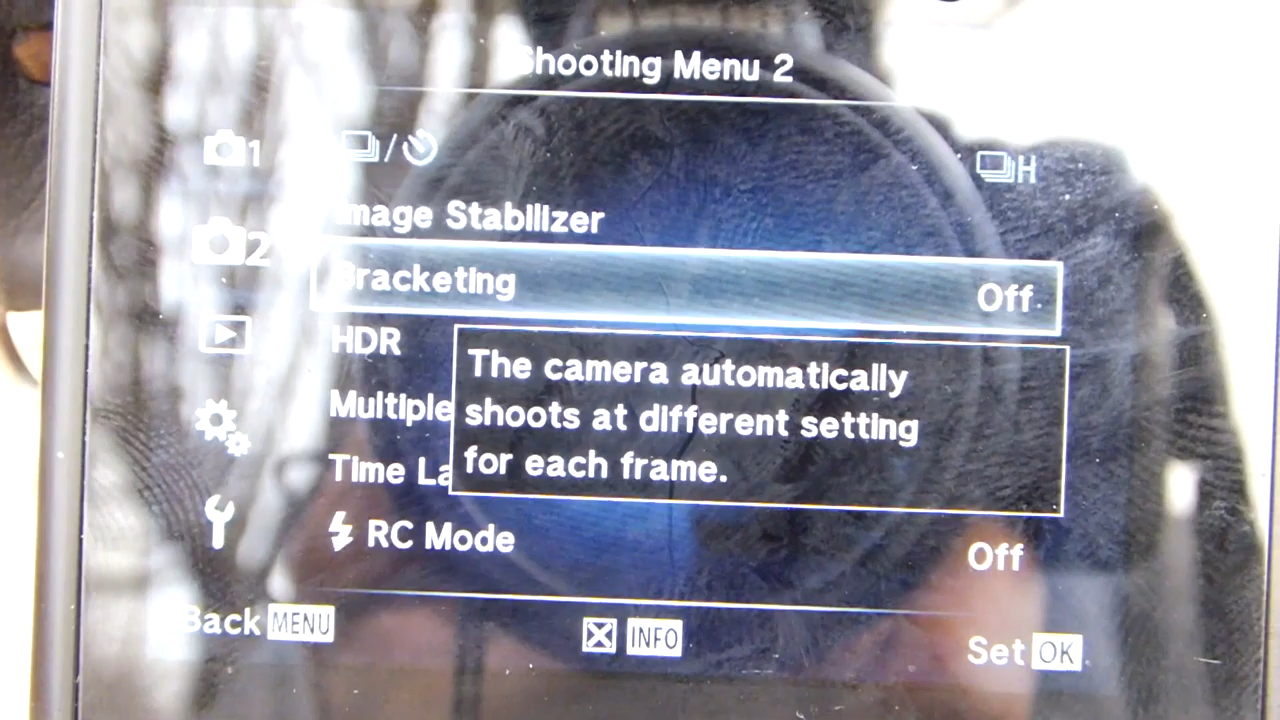 Shooting Menu 2
1
/
H
Image Stabilizer
2
Bracketing Off
HDR
The camera automatically
shoots at different setting
for each frame.
Multiple
Time La
RC Mode Off
Back MENU
INFO
Set OK